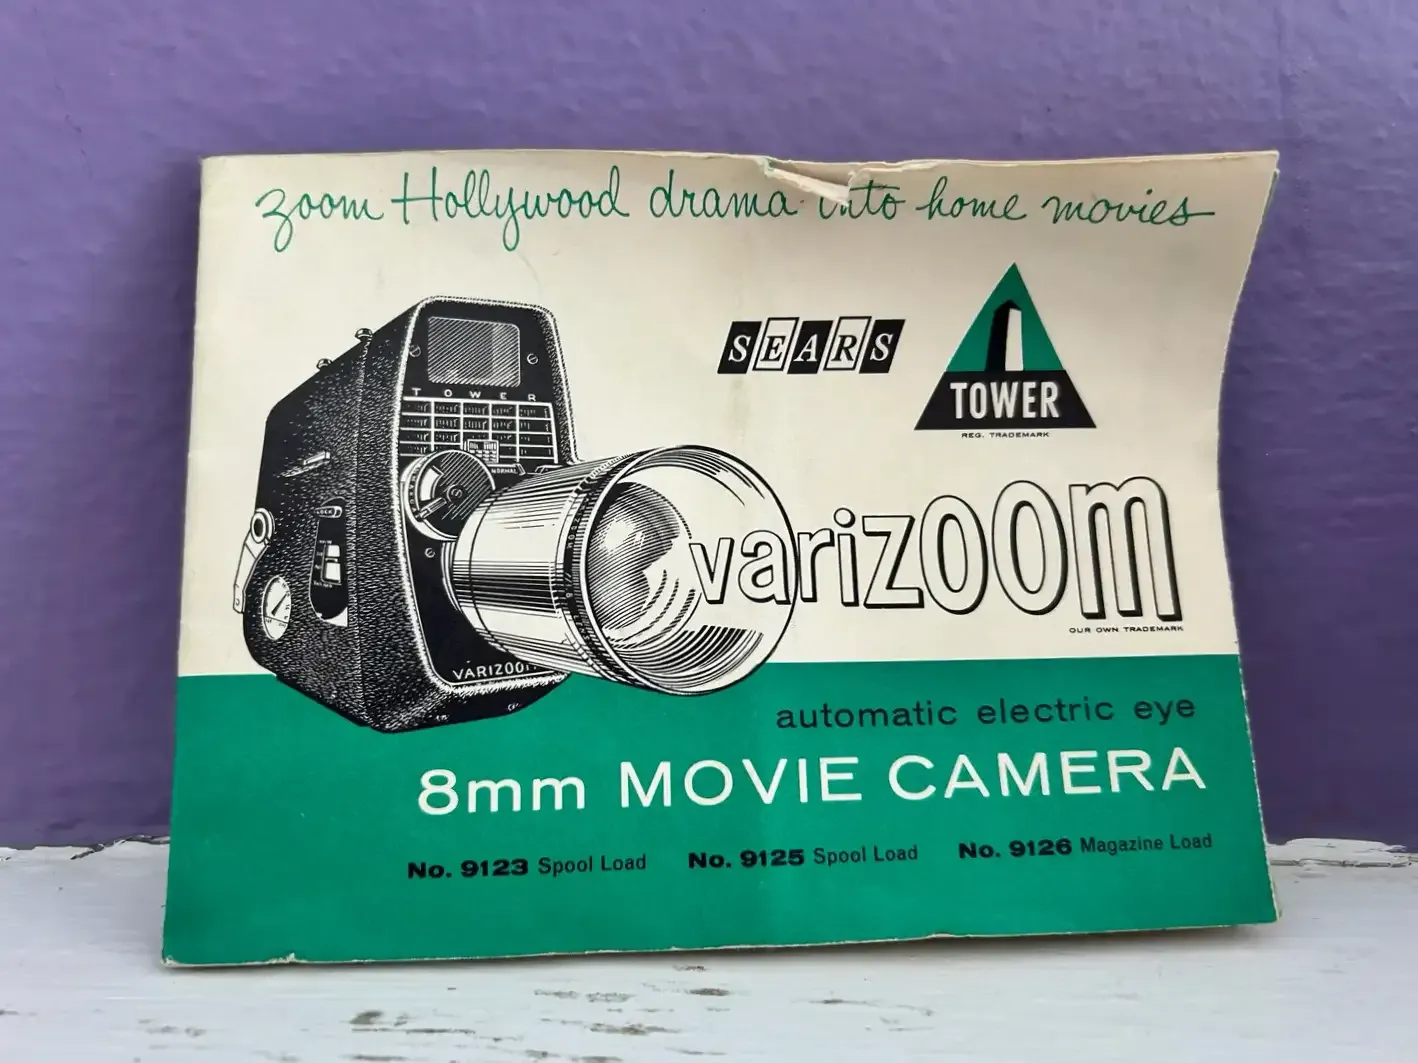 zoom Hollywood drama into home movies
SEARS
TOWER
REG. TRADEMARK
TOWER
NORMAL
varizoom
OUR OWN TRADEMARK
VARIZOOM
automatic electric eye
8mm MOVIE CAMERA
No. 9123 Spool Load No. 9125 Spool Load No. 9126 Magazine Load